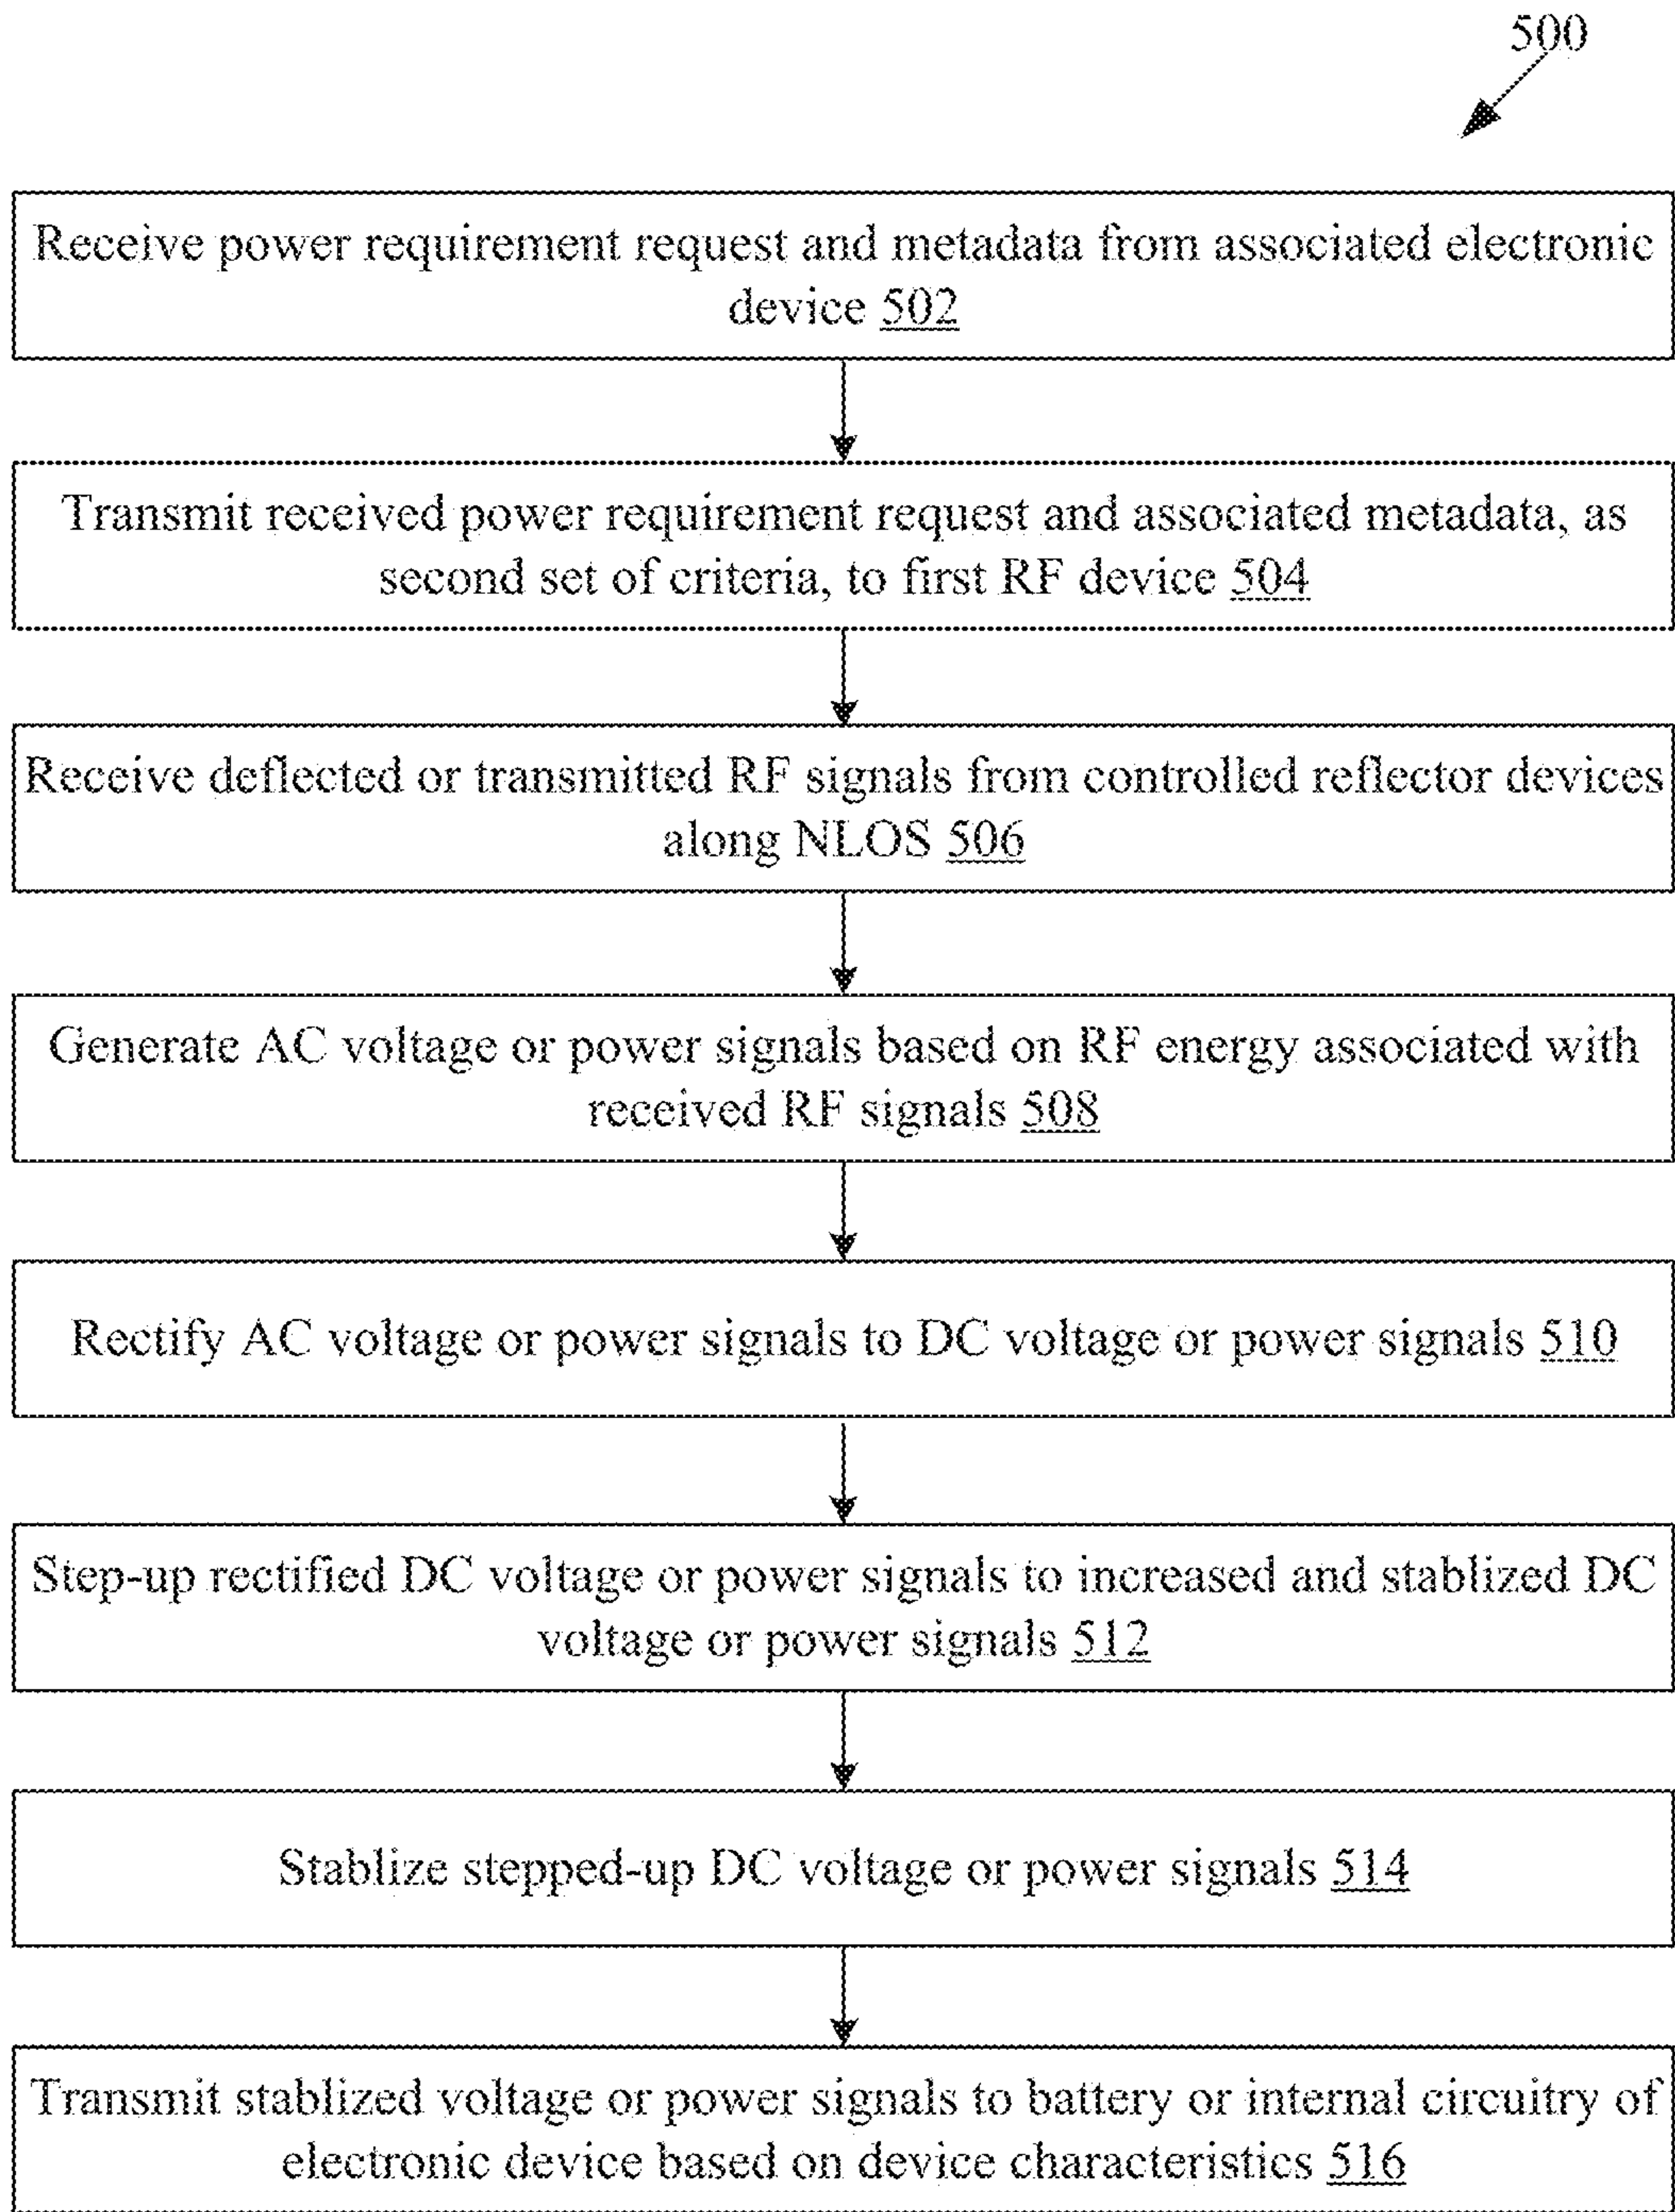 500
Receive power requirement request and metadata from associated electronic
device 502
Transmit received power requirement request and associated metadata, as
second set of criteria, to first RF device 504
Receive deflected or transmitted RF signals from controlled reflector devices
along NLOS 506
Generate AC voltage or power signals based on RF energy associated with
received RF signals 508
Rectify AC voltage or power signals to DC voltage or power signals 510
Step-up rectified DC voltage or power signals to increased and stablized DC
voltage or power signals 512
Stablize stepped-up DC voltage or power signals 514
Transmit stablized voltage or power signals to battery or internal circuitry of
electronic device based on device characteristics 516